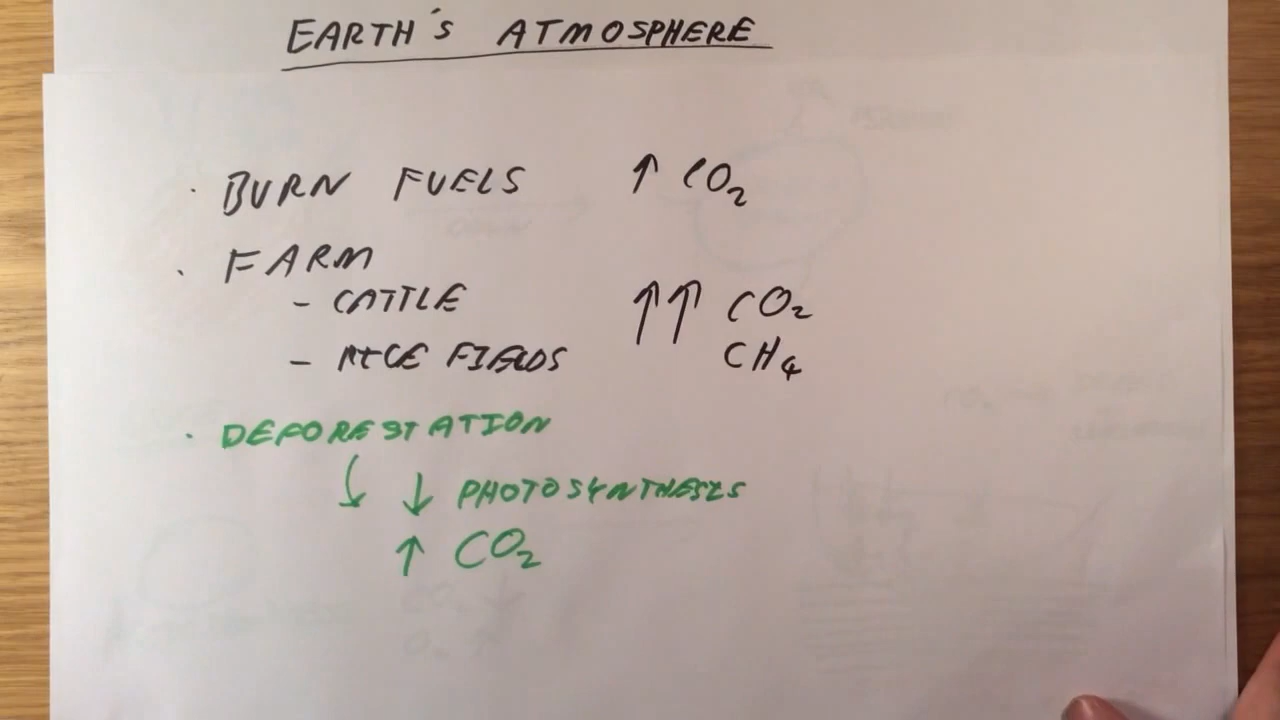 EARTH'S ATMOSPHERE
· BURN FUELS ↑ CO₂
· FARM
- CATTLE ↑↑ CO₂
- RICE FIELDS CH₄
· DEFORESTATION
↓ ↓ PHOTOSYNTHESIS
↑ CO₂